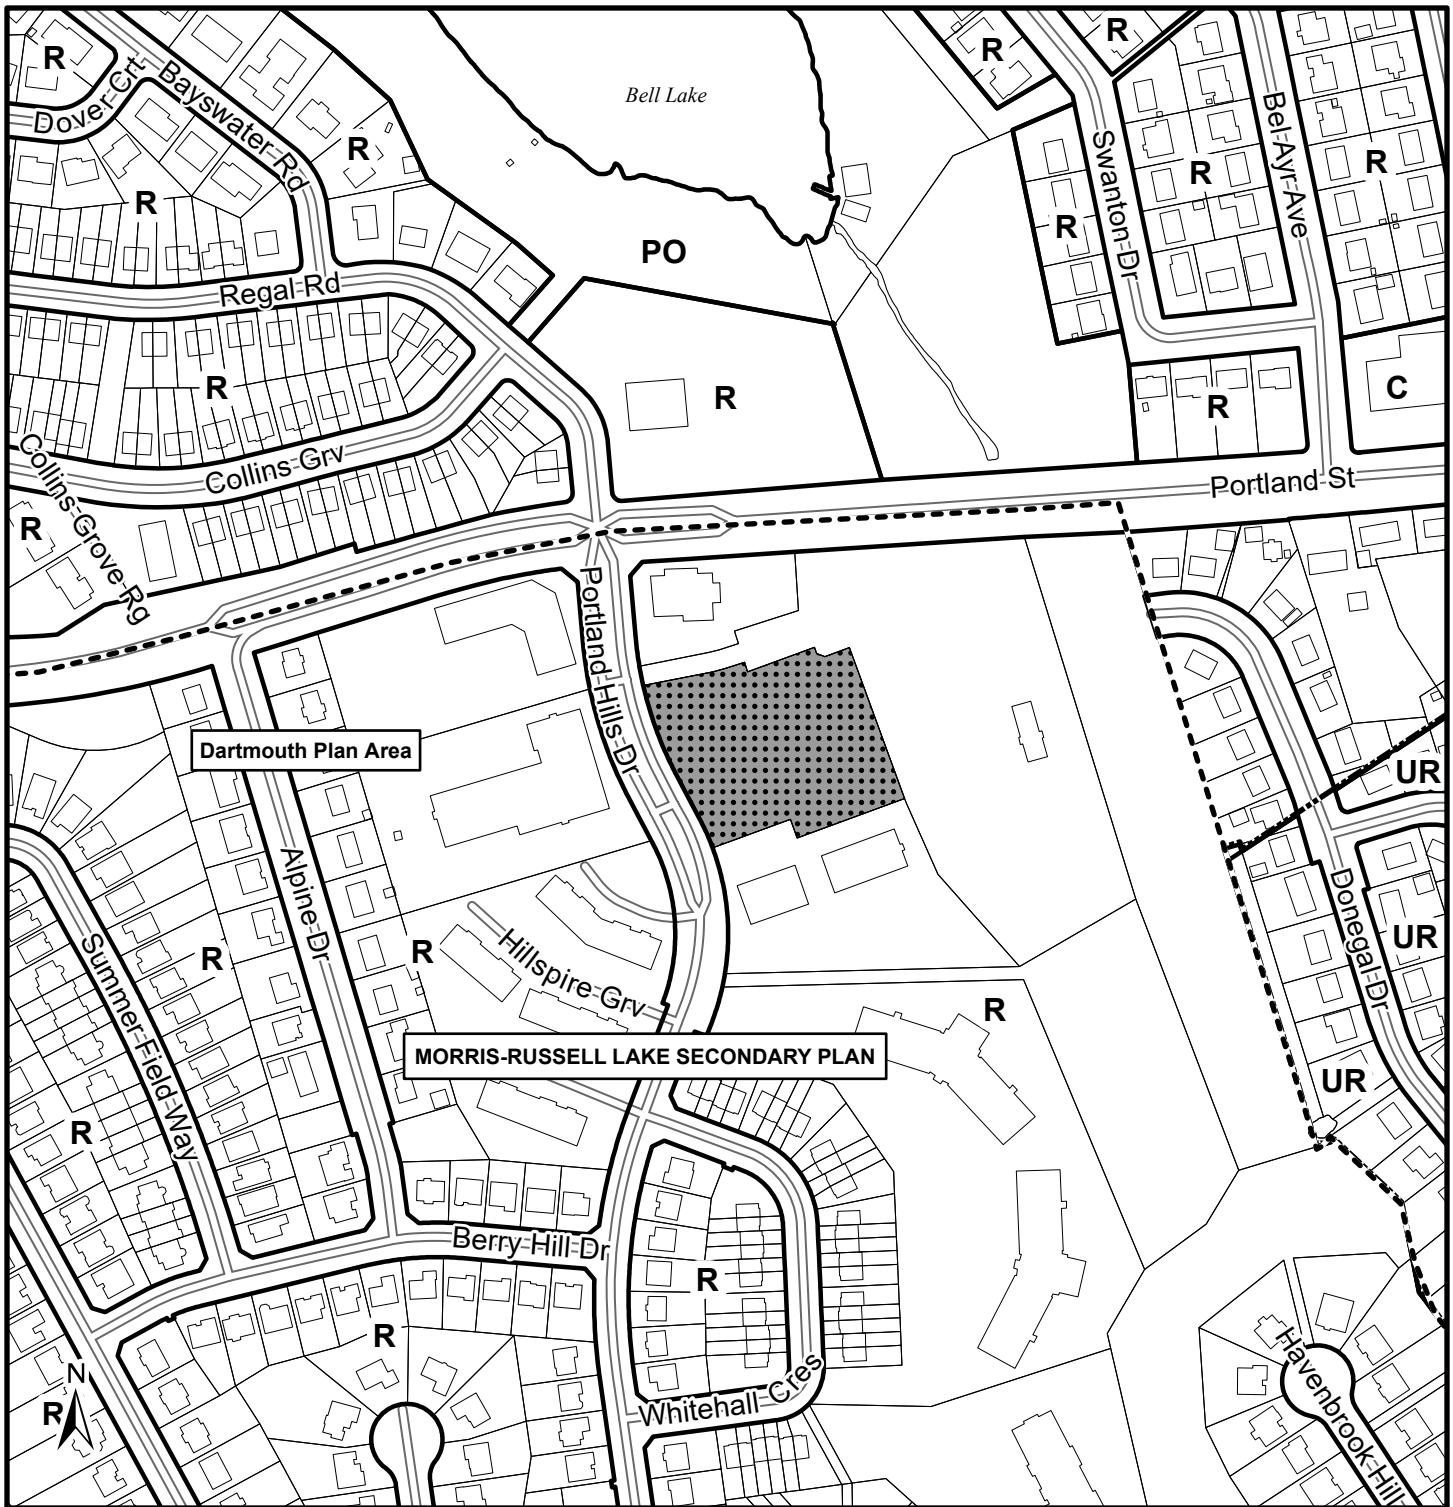 R
R
R
Bell Lake
Dover Crt
Bayswater Rd
R
R
Swanton Dr
Bel-Ayr Ave
R
R
R
PO
Regal Rd
R
R
C
R
Collins Grv
Collins Grove Rg
Portland St
R
Portland Hills Dr
Dartmouth Plan Area
UR
Alpine Dr
Donegal Dr
Summer Field Way
R
R
Hillspire Grv
UR
R
MORRIS-RUSSELL LAKE SECONDARY PLAN
UR
R
Berry Hill Dr
R
R
Havenbrook Hill
N
R
Whitehall Cres